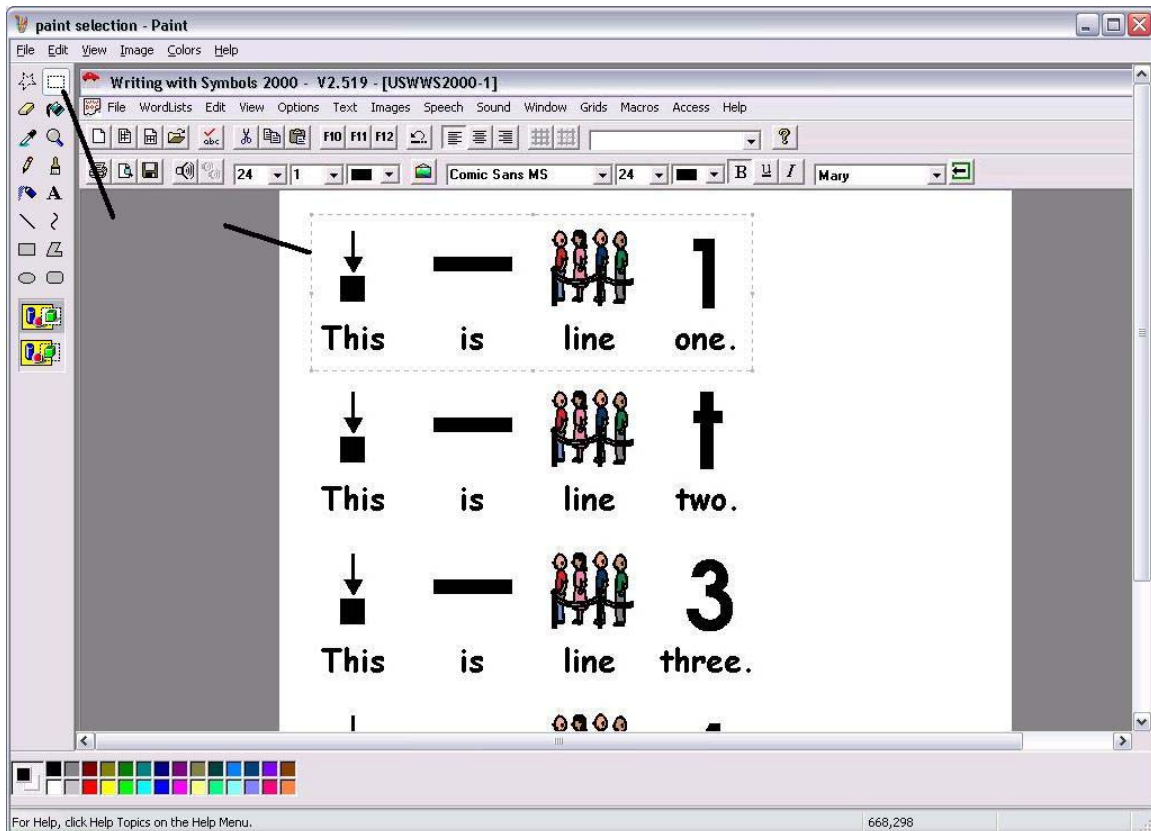 paint selection - Paint
File Edit View Image Colors Help
Writing with Symbols 2000 - V2.519 - [USWWS2000-1]
File WordLists Edit View Options Text Images Speech Sound Window Grids Macros Access Help
abc F10 F11 F12
24 1 Comic Sans MS 24 B U I Mary
A
1
This is line one.
t
This is line two.
3
This is line three.
For Help, click Help Topics on the Help Menu. 668,298